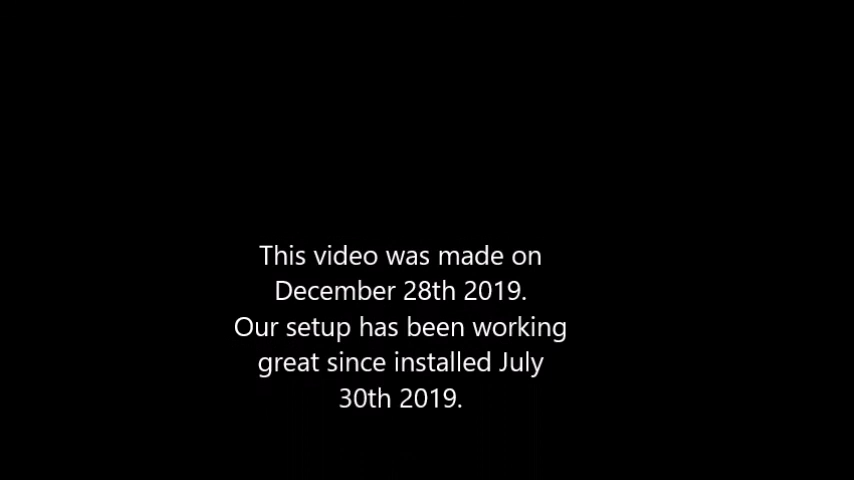 This video was made on
December 28th 2019.
Our setup has been working
great since installed July
30th 2019.